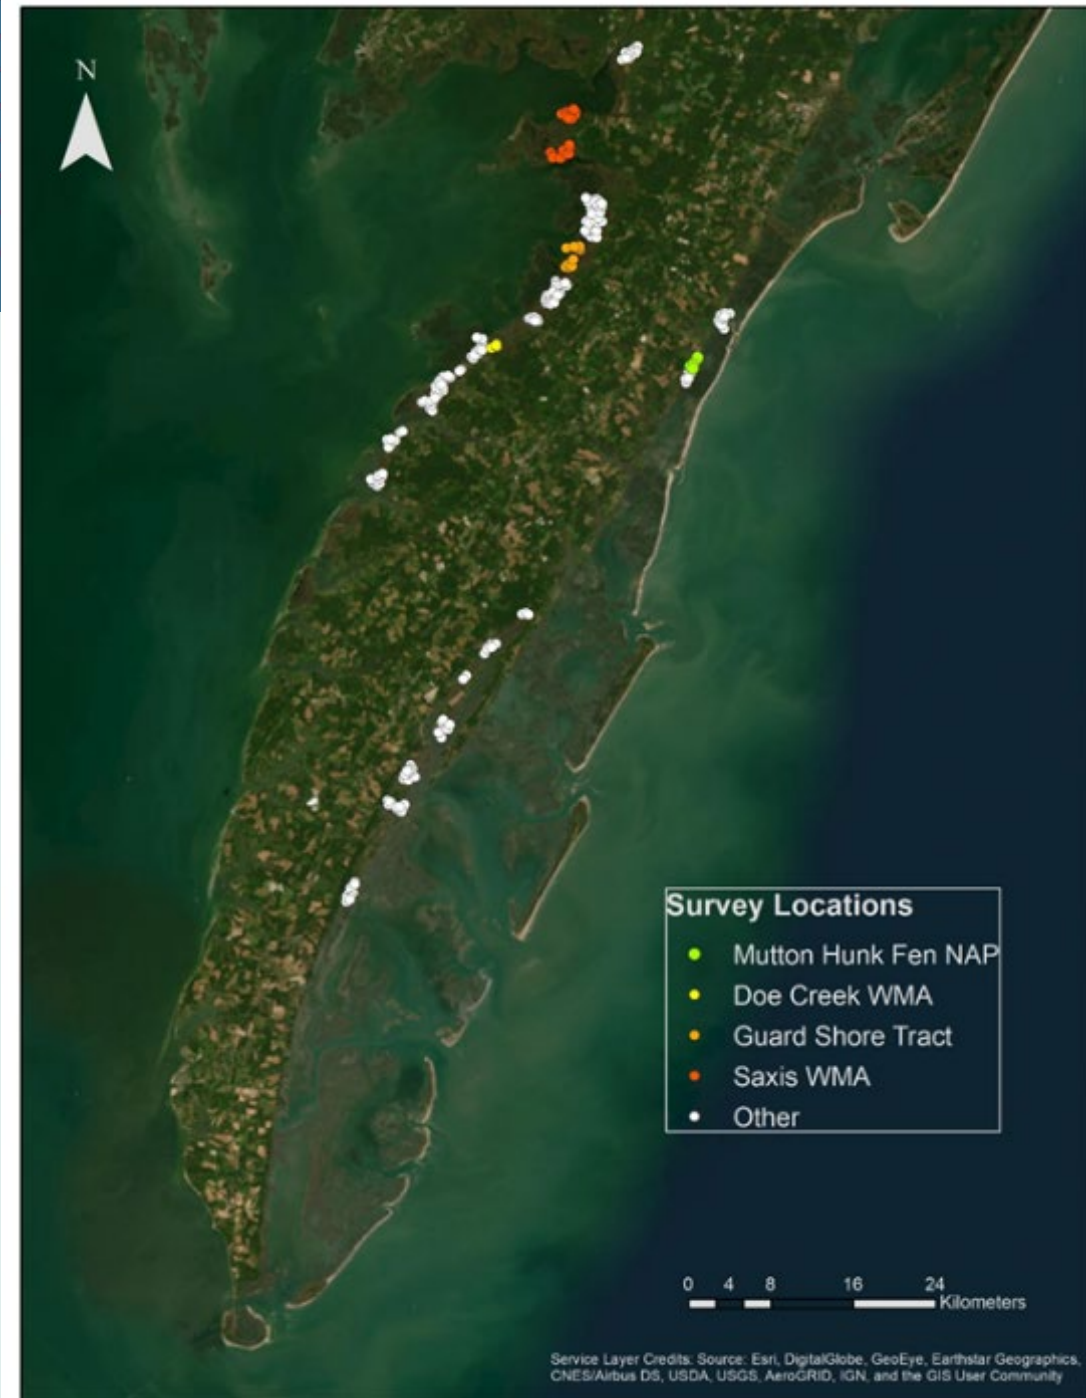 N
Survey Locations
Mutton Hunk Fen NAP
Doe Creek WMA
Guard Shore Tract
Saxis WMA
Other
0 4 8 16 24
Kilometers
Service Layer Credits: Source: Esri, DigitalGlobe, GeoEye, Earthstar Geographics,
CNES/Airbus DS, USDA, USGS, AeroGRID, IGN, and the GIS User Community